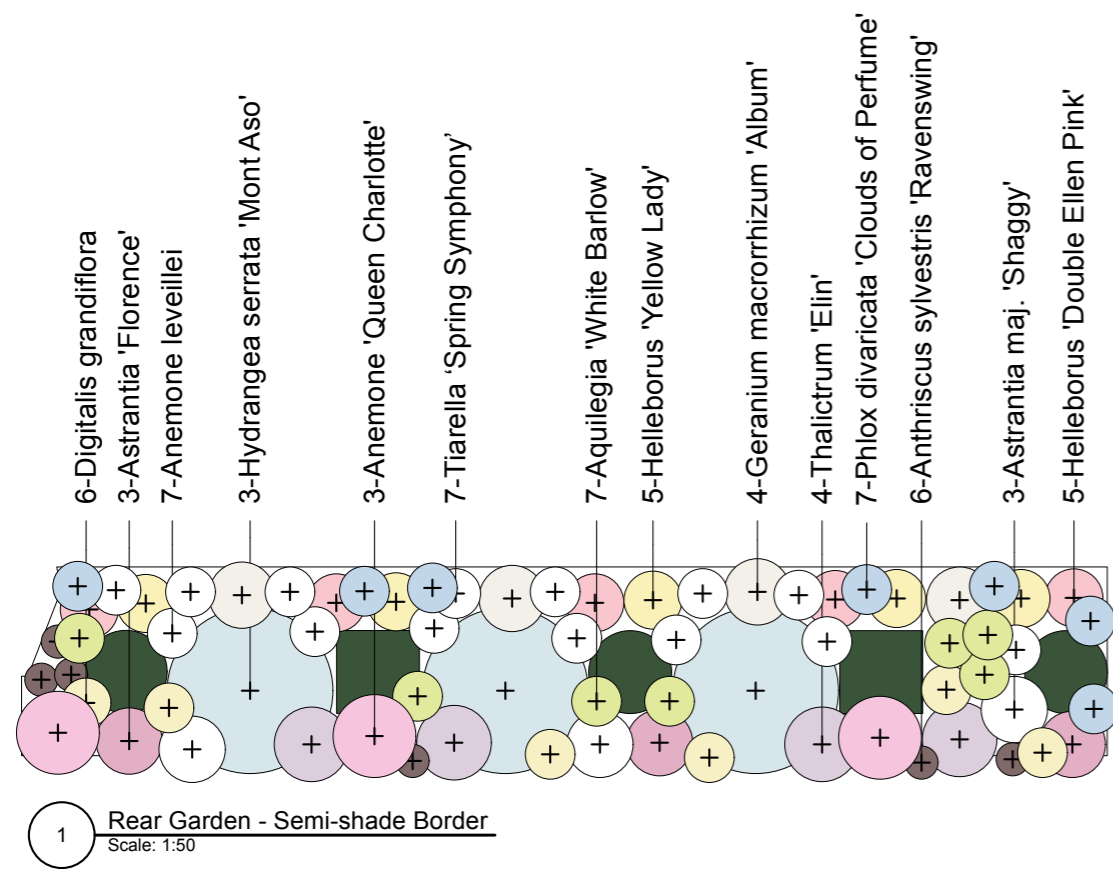 6-Digitalis grandiflora
3-Astrantia 'Florence'
7-Anemone leveillei
3-Hydrangea serrata 'Mont Aso'
3-Anemone 'Queen Charlotte'
7-Tiarella ‘Spring Symphony’
7-Aquilegia 'White Barlow'
5-Helleborus 'Yellow Lady'
4-Geranium macrorrhizum 'Album'
4-Thalictrum 'Elin'
7-Phlox divaricata 'Clouds of Perfume'
6-Anthriscus sylvestris 'Ravenswing'
3-Astrantia maj. 'Shaggy'
5-Helleborus 'Double Ellen Pink'
1
Rear Garden - Semi-shade Border
Scale: 1:50